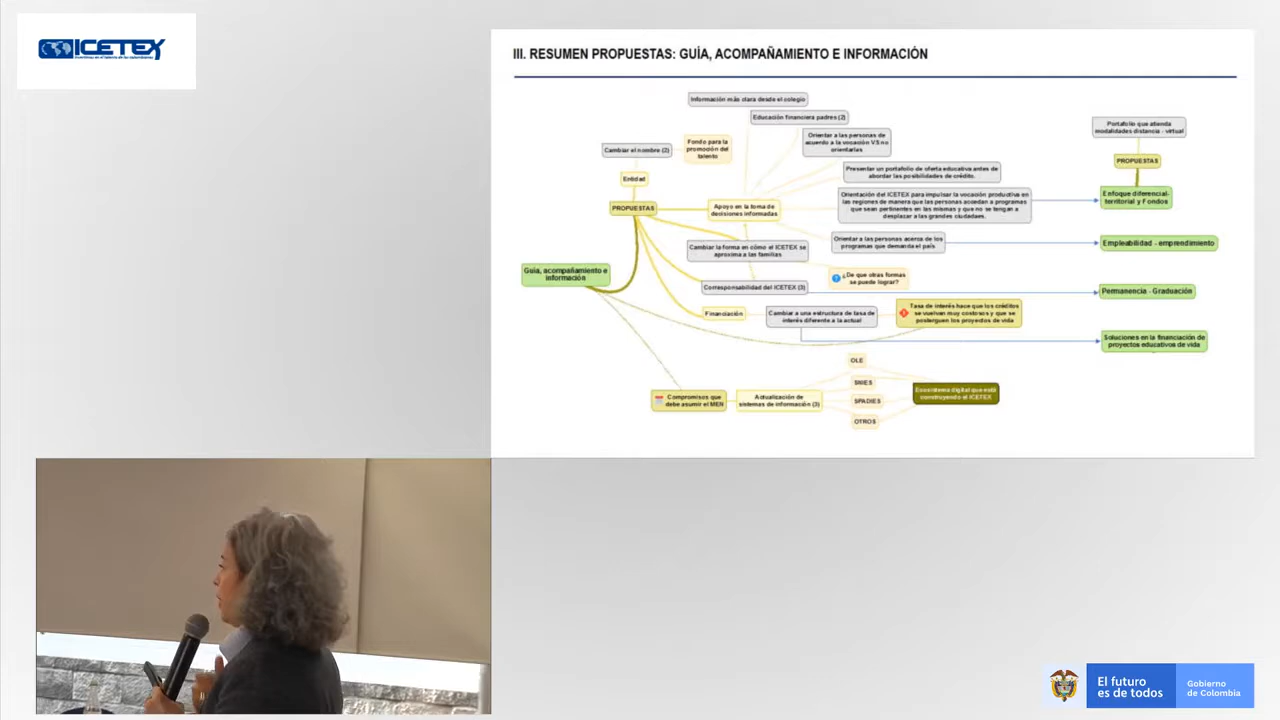 ICETEX
III. RESUMEN PROPUESTAS: GUÍA, ACOMPAÑAMIENTO E INFORMACIÓN
Información más clara desde el colegio
Educación financiera padres (2)
Cambiar el nombre (2)
Fondo para la
promoción del
talento
Orientar a las personas de
acuerdo a la vocación VS no
orientarlas
Portafolio que atienda
modalidades distancia - virtual
Entidad
Presentar un portafolio de oferta educativa antes de
abordar las posibilidades de crédito.
PROPUESTAS
PROPUESTAS
Apoyo en la toma de
decisiones informadas
Orientación del ICETEX para impulsar la vocación productiva en
las regiones de manera que las personas accedan a programas
que sean pertinentes en las mismas y que no se tengan a
desplazar a las grandes ciudades.
Enfoque diferencial-
territorial y Fondos
Cambiar la forma en cómo el ICETEX se
aproxima a las familias
Orientar a las personas acerca de los
programas que demanda el país
Empleabilidad - emprendimiento
Guía, acompañamiento e
información
¿De que otras formas
se puede lograr?
Corresponsabilidad del ICETEX (3)
Permanencia - Graduación
Financiación
Cambiar a una estructura de tasa de
interés diferente a la actual
Tasa de interés hace que los créditos
se vuelvan muy costosos y que se
posterguen los proyectos de vida
Soluciones en la financiación de
proyectos educativos de vida
Compromisos que
debe asumir el MEN
Actualización de
sistemas de información (3)
OLE
SNIES
SPADIES
OTROS
Ecosistema digital que está
construyendo el ICETEX
El futuro
es de todos
Gobierno
de Colombia